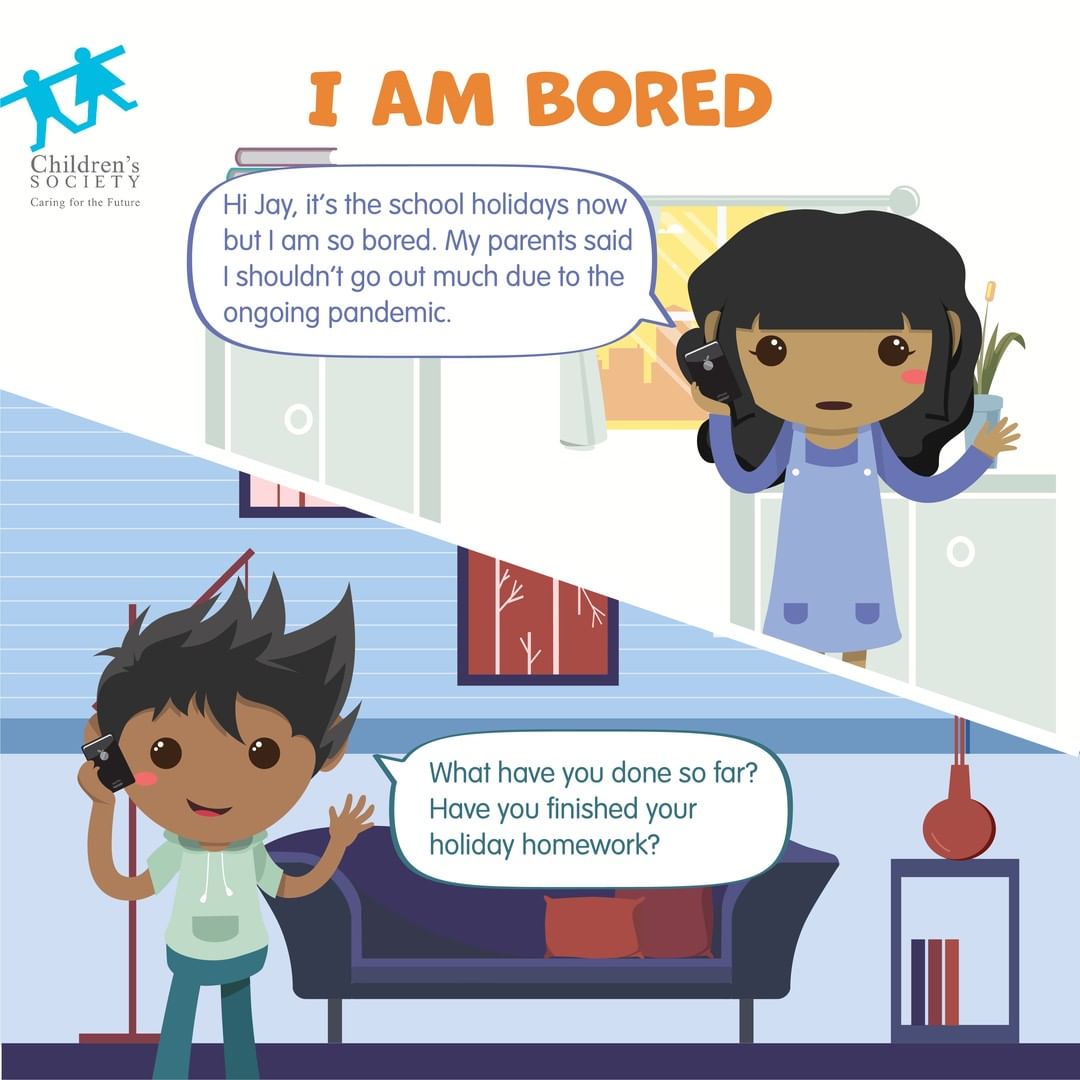 I AM BORED
Children's
SOCIETY
Caring for the Future
Hi Jay, it's the school holidays now
but I am so bored. My parents said
I shouldn't go out much due to the
ongoing pandemic.
What have you done so far?
Have you finished your
holiday homework?